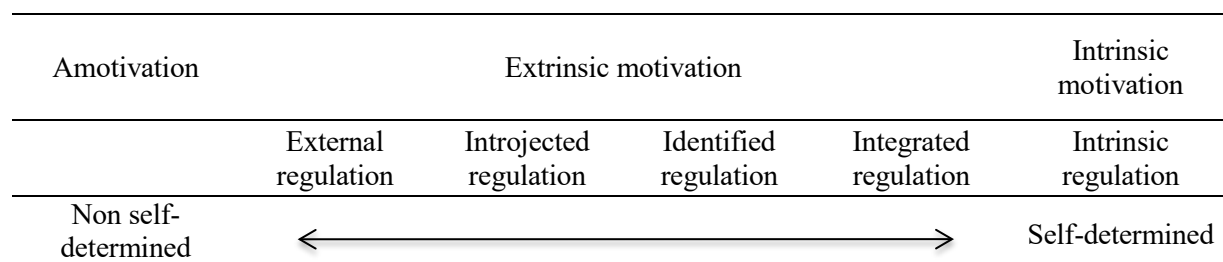 Amotivation
Extrinsic motivation
Intrinsic
motivation
External
regulation
Introjected
regulation
Identified
regulation
Integrated
regulation
Intrinsic
regulation
Non self-
determined
Self-determined